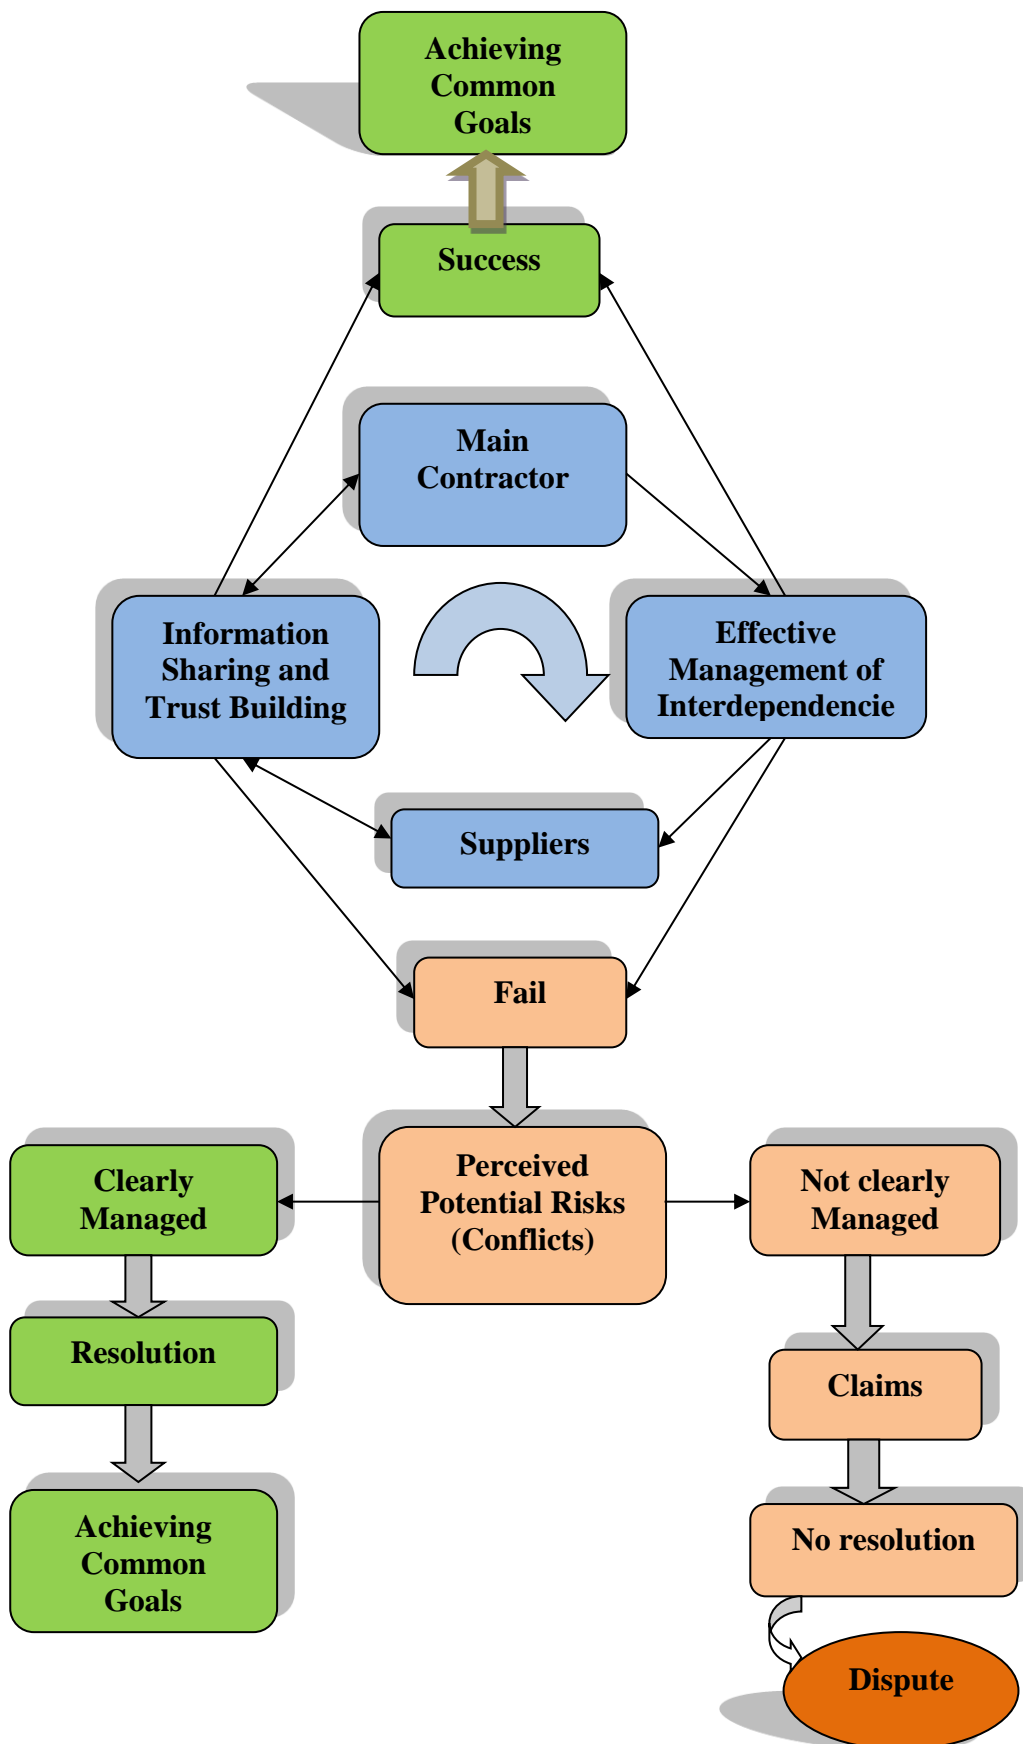 Achieving
Common
Goals
Success
Main
Contractor
Information
Sharing and
Trust Building
Effective
Management of
Interdependencie
Suppliers
Fail
Perceived
Potential Risks
(Conflicts)
Clearly
Managed
Not clearly
Managed
Resolution
Claims
Achieving
Common
Goals
No resolution
Dispute